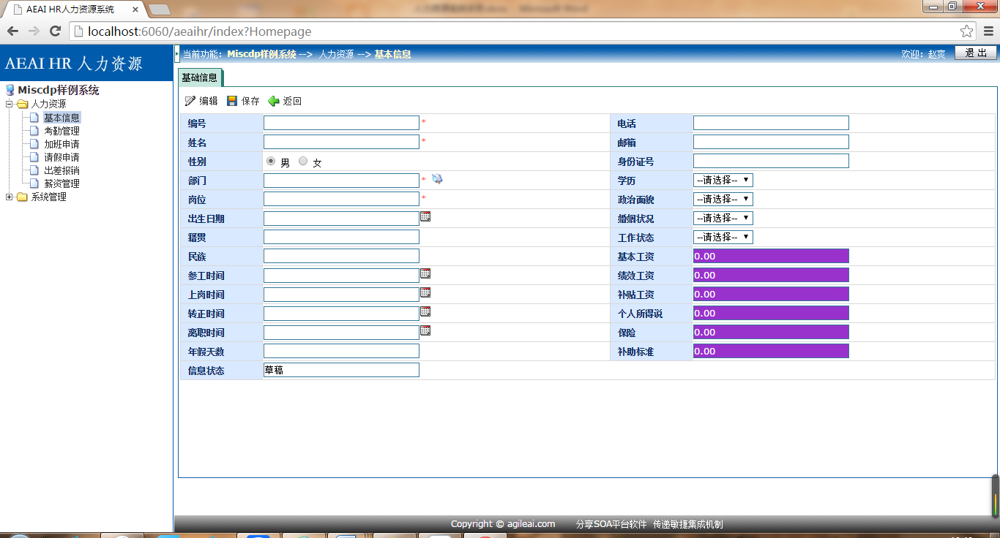 AEAI HR人力资源系统
localhost:6060/aeaihr/index?Homepage
AEAI HR 人力资源
当前功能：Miscdp样例系统 --> 人力资源 --> 基本信息
欢迎：赵爽 退 出
Miscdp样例系统
人力资源
基本信息
考勤管理
加班申请
请假申请
出差报销
薪资管理
系统管理
基础信息
编辑 保存 返回
编号 * 电话
姓名 * 邮箱
性别 男 女 身份证号
部门 * 学历 --请选择--
岗位 * 政治面貌 --请选择--
出生日期 婚姻状况 --请选择--
籍贯 工作状态 --请选择--
民族 基本工资 0.00
参工时间 绩效工资 0.00
上岗时间 补贴工资 0.00
转正时间 个人所得说 0.00
离职时间 保险 0.00
年假天数 补助标准 0.00
信息状态 草稿
Copyright © agileai.com 分享SOA平台软件 传递敏捷集成机制